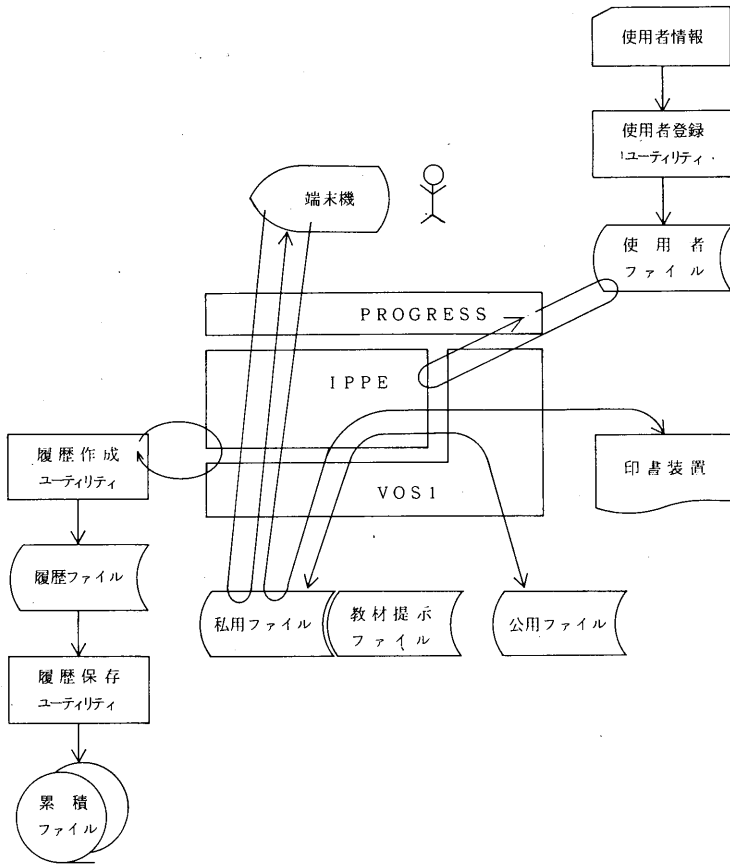 使用者情報
使用者登録
ユーティリティ
端末機
使用者
ファイル
PROGRESS
IPPE
履歴作成
ユーティリティ
印書装置
VOS1
履歴ファイル
私用ファイル
教材提示
ファイル
公用ファイル
履歴保存
ユーティリティ
累積
ファイル